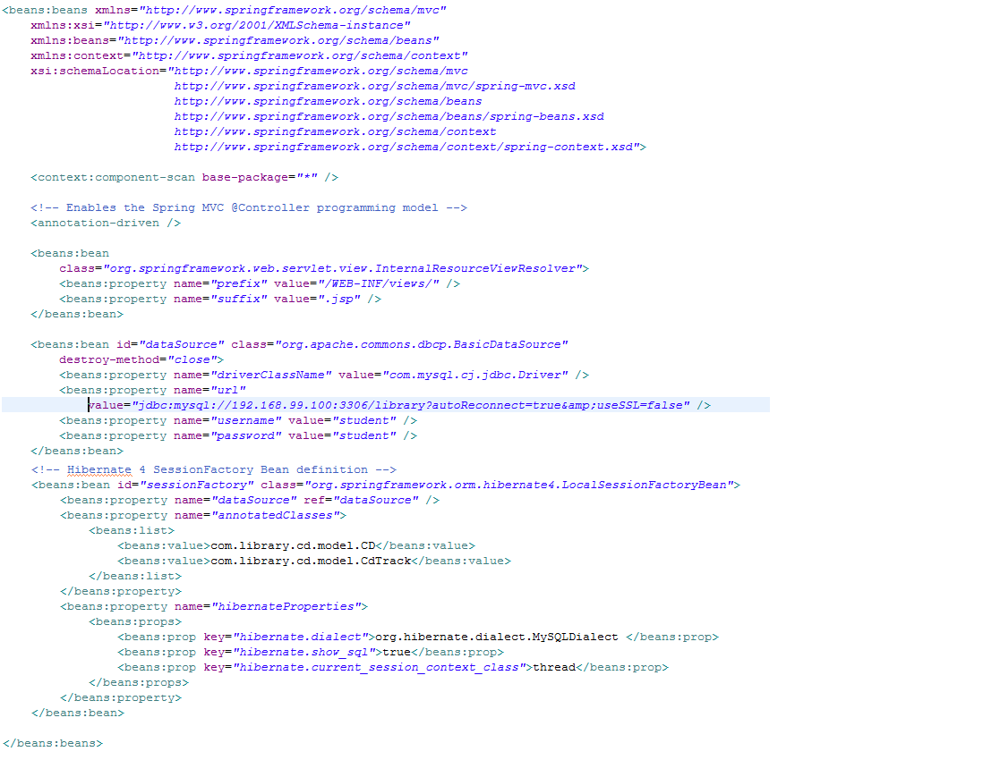 <beans:beans xmlns="http://www.springframework.org/schema/mvc"
    xmlns:xsi="http://www.w3.org/2001/XMLSchema-instance"
    xmlns:beans="http://www.springframework.org/schema/beans"
    xmlns:context="http://www.springframework.org/schema/context"
    xsi:schemaLocation="http://www.springframework.org/schema/mvc
                        http://www.springframework.org/schema/mvc/spring-mvc.xsd
                        http://www.springframework.org/schema/beans
                        http://www.springframework.org/schema/beans/spring-beans.xsd
                        http://www.springframework.org/schema/context
                        http://www.springframework.org/schema/context/spring-context.xsd">

    <context:component-scan base-package="*" />

    <!-- Enables the Spring MVC @Controller programming model -->
    <annotation-driven />

    <beans:bean
        class="org.springframework.web.servlet.view.InternalResourceViewResolver">
        <beans:property name="prefix" value="/WEB-INF/views/" />
        <beans:property name="suffix" value=".jsp" />
    </beans:bean>

    <beans:bean id="dataSource" class="org.apache.commons.dbcp.BasicDataSource"
        destroy-method="close">
        <beans:property name="driverClassName" value="com.mysql.cj.jdbc.Driver" />
        <beans:property name="url"
            value="jdbc:mysql://192.168.99.100:3306/library?autoReconnect=true&amp;useSSL=false" />
        <beans:property name="username" value="student" />
        <beans:property name="password" value="student" />
    </beans:bean>
    <!-- Hibernate 4 SessionFactory Bean definition -->
    <beans:bean id="sessionFactory" class="org.springframework.orm.hibernate4.LocalSessionFactoryBean">
        <beans:property name="dataSource" ref="dataSource" />
        <beans:property name="annotatedClasses">
            <beans:list>
                <beans:value>com.library.cd.model.CD</beans:value>
                <beans:value>com.library.cd.model.CdTrack</beans:value>
            </beans:list>
        </beans:property>
        <beans:property name="hibernateProperties">
            <beans:props>
                <beans:prop key="hibernate.dialect">org.hibernate.dialect.MySQLDialect </beans:prop>
                <beans:prop key="hibernate.show_sql">true</beans:prop>
                <beans:prop key="hibernate.current_session_context_class">thread</beans:prop>
            </beans:props>
        </beans:property>
    </beans:bean>

</beans:beans>